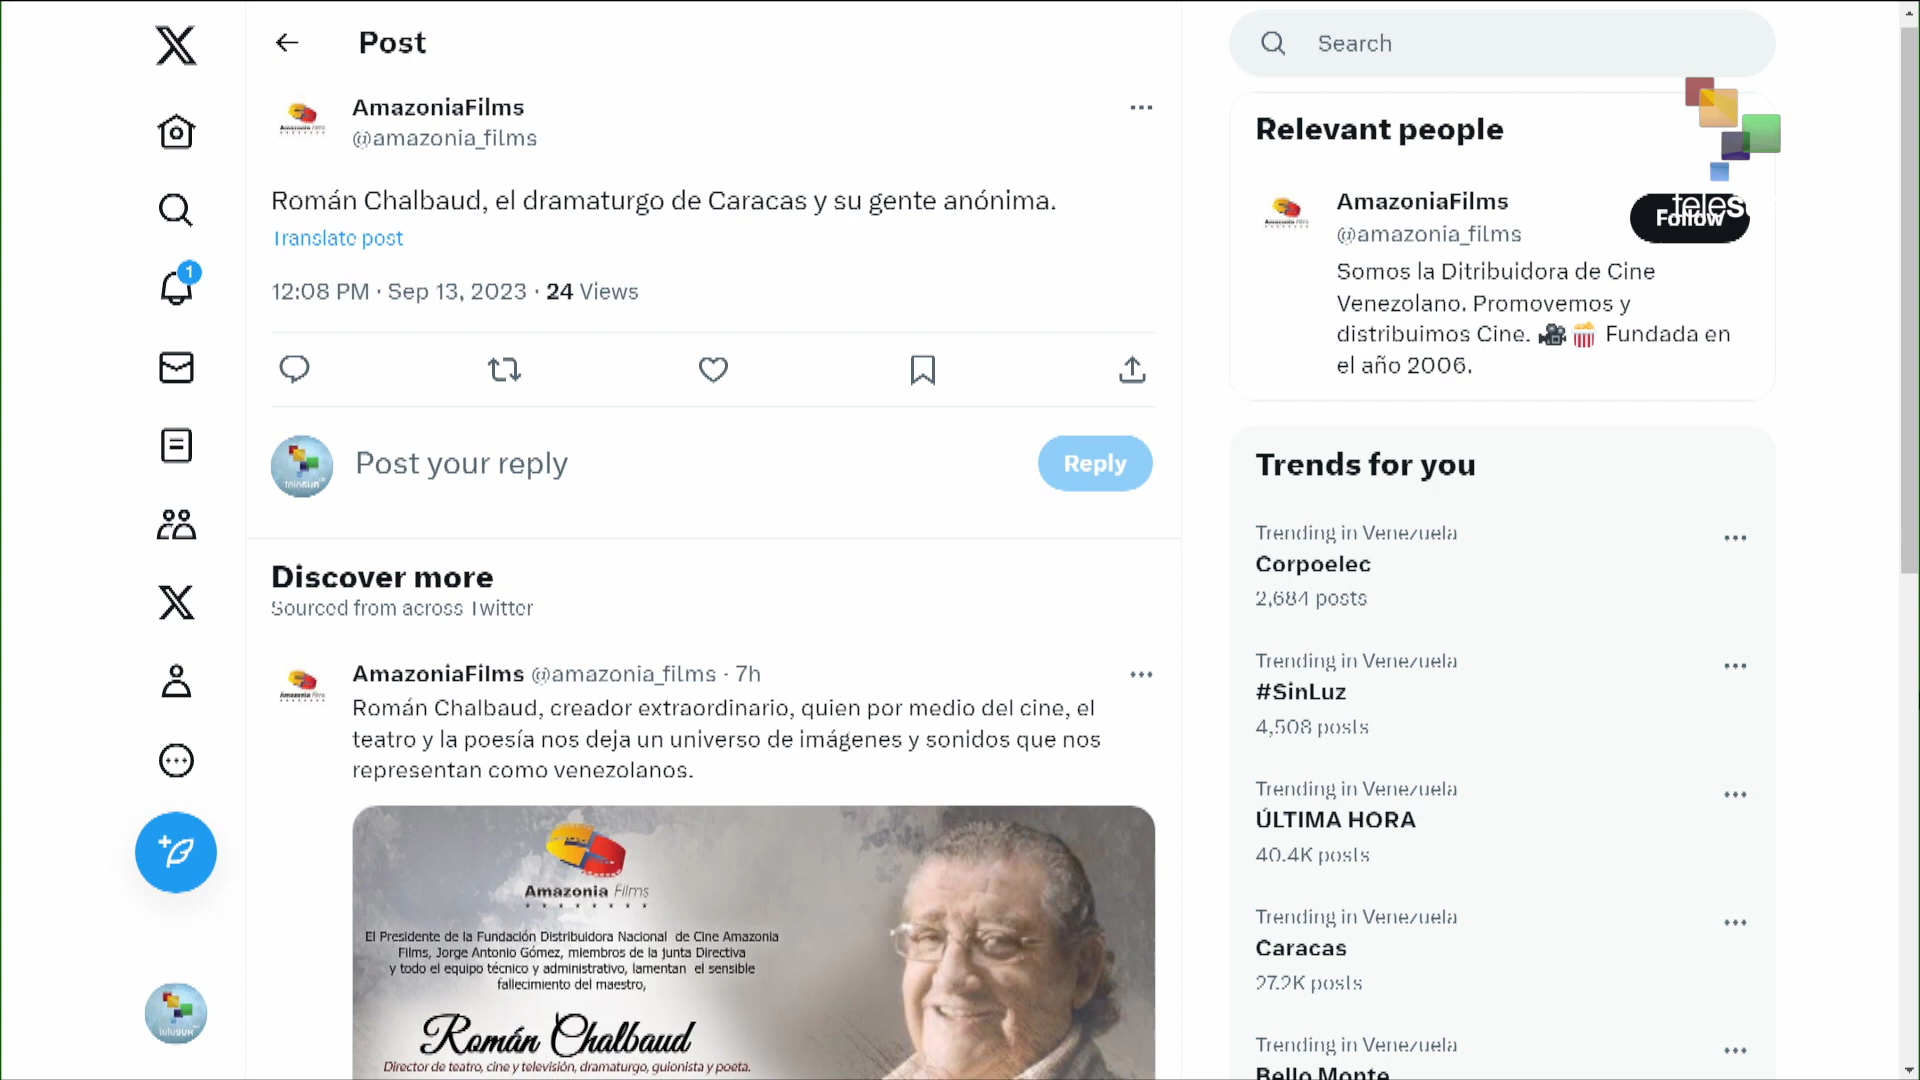 Post
AmazoniaFilms
@amazonia_films
Román Chalbaud, el dramaturgo de Caracas y su gente anónima.
Translate post
12:08 PM · Sep 13, 2023 · 24 Views
Post your reply
Reply
Discover more
Sourced from across Twitter
AmazoniaFilms @amazonia_films · 7h
Román Chalbaud, creador extraordinario, quien por medio del cine, el
teatro y la poesía nos deja un universo de imágenes y sonidos que nos
representan como venezolanos.
Amazonia Films
El Presidente de la Fundación Distribuidora Nacional de Cine Amazonia
Films, Jorge Antonio Gómez, miembros de la junta Directiva
y todo el equipo técnico y administrativo, lamentan el sensible
fallecimiento del maestro,
Román Chalbaud
Director de teatro, cine y televisión, dramaturgo, guionista y poeta.
1
Search
Relevant people
AmazoniaFilms
@amazonia_films
Follow
Somos la Ditribuidora de Cine
Venezolano. Promovemos y
distribuimos Cine. 🎥🍿 Fundada en
el año 2006.
Trends for you
Trending in Venezuela
Corpoelec
2,684 posts
Trending in Venezuela
#SinLuz
4,508 posts
Trending in Venezuela
ÚLTIMA HORA
40.4K posts
Trending in Venezuela
Caracas
27.2K posts
Trending in Venezuela
Bello Monte